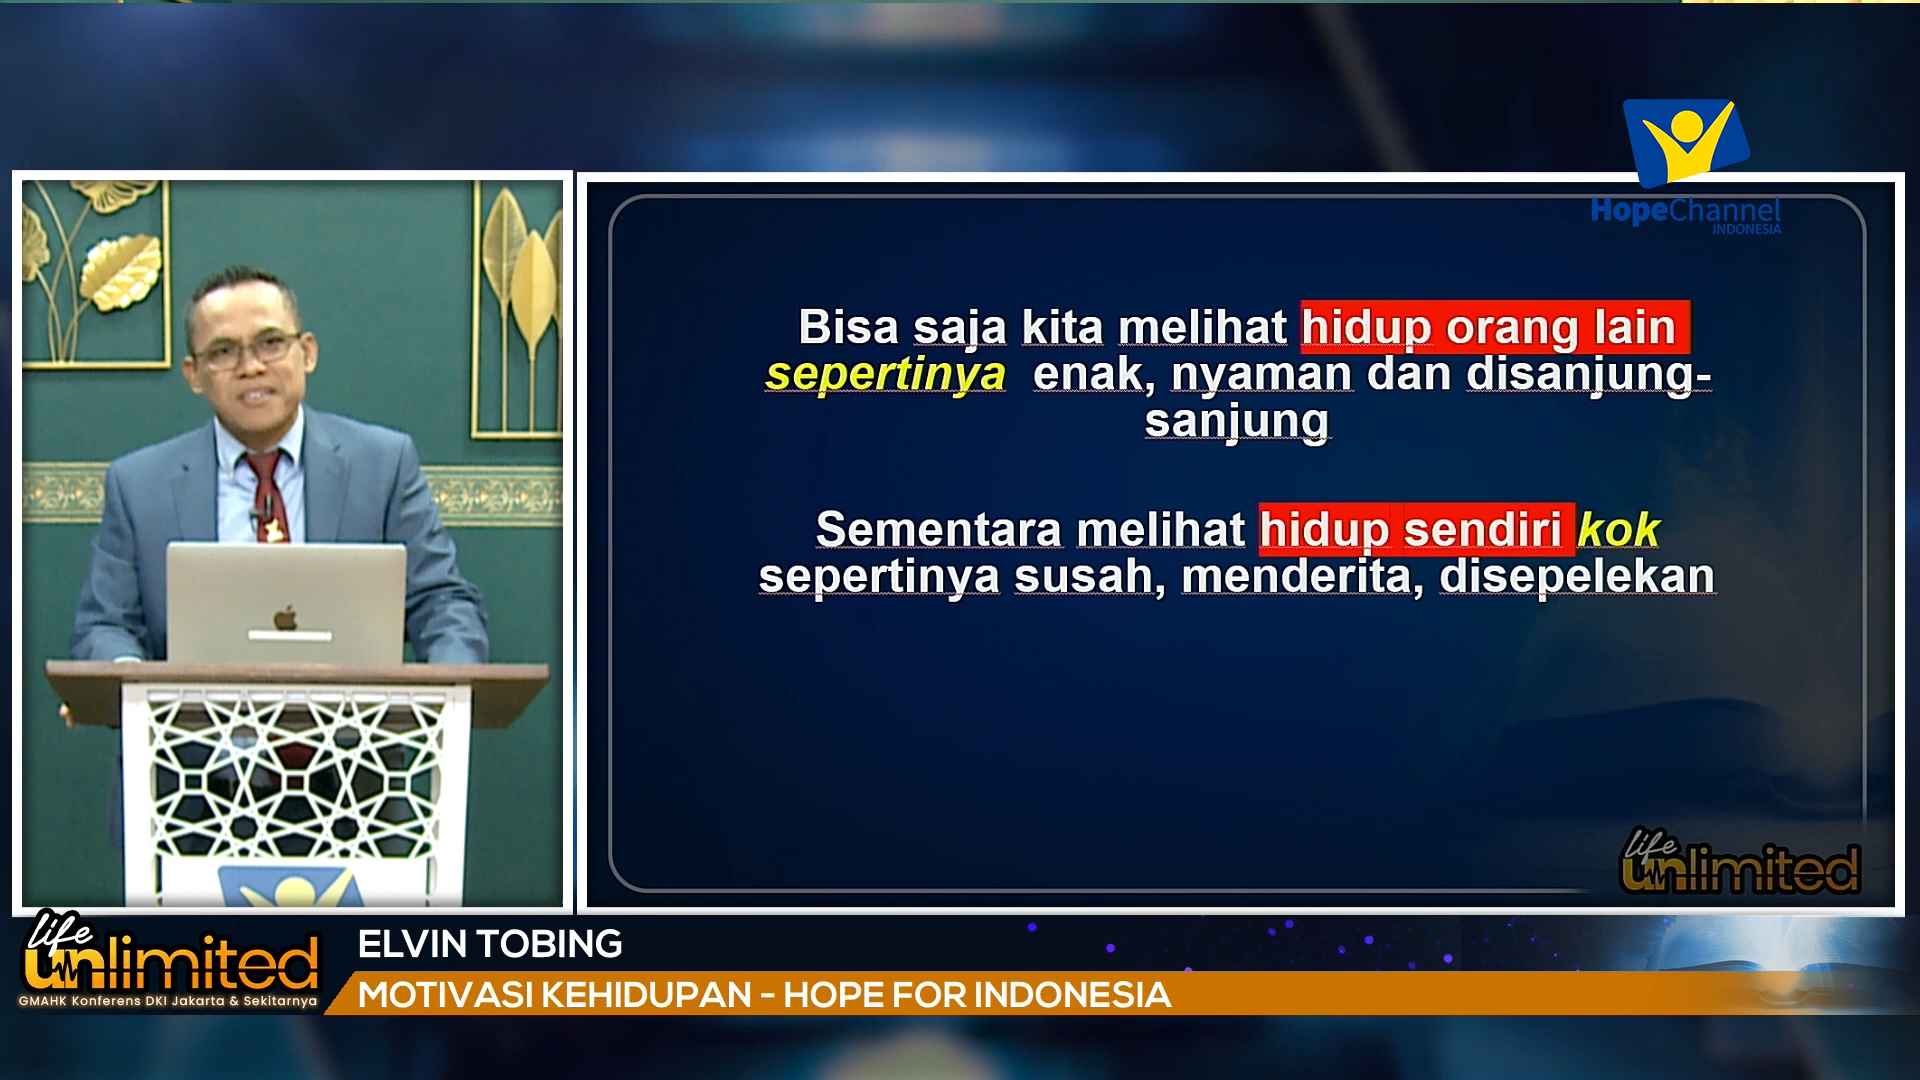 HopeChannel
INDONESIA
Bisa saja kita melihat hidup orang lain
sepertinya enak, nyaman dan disanjung-
sanjung
Sementara melihat hidup sendiri kok
sepertinya susah, menderita, disepelekan
life
unlimited
life
unlimited
GMAHK Konferens DKI Jakarta & Sekitarnya
ELVIN TOBING
MOTIVASI KEHIDUPAN - HOPE FOR INDONESIA